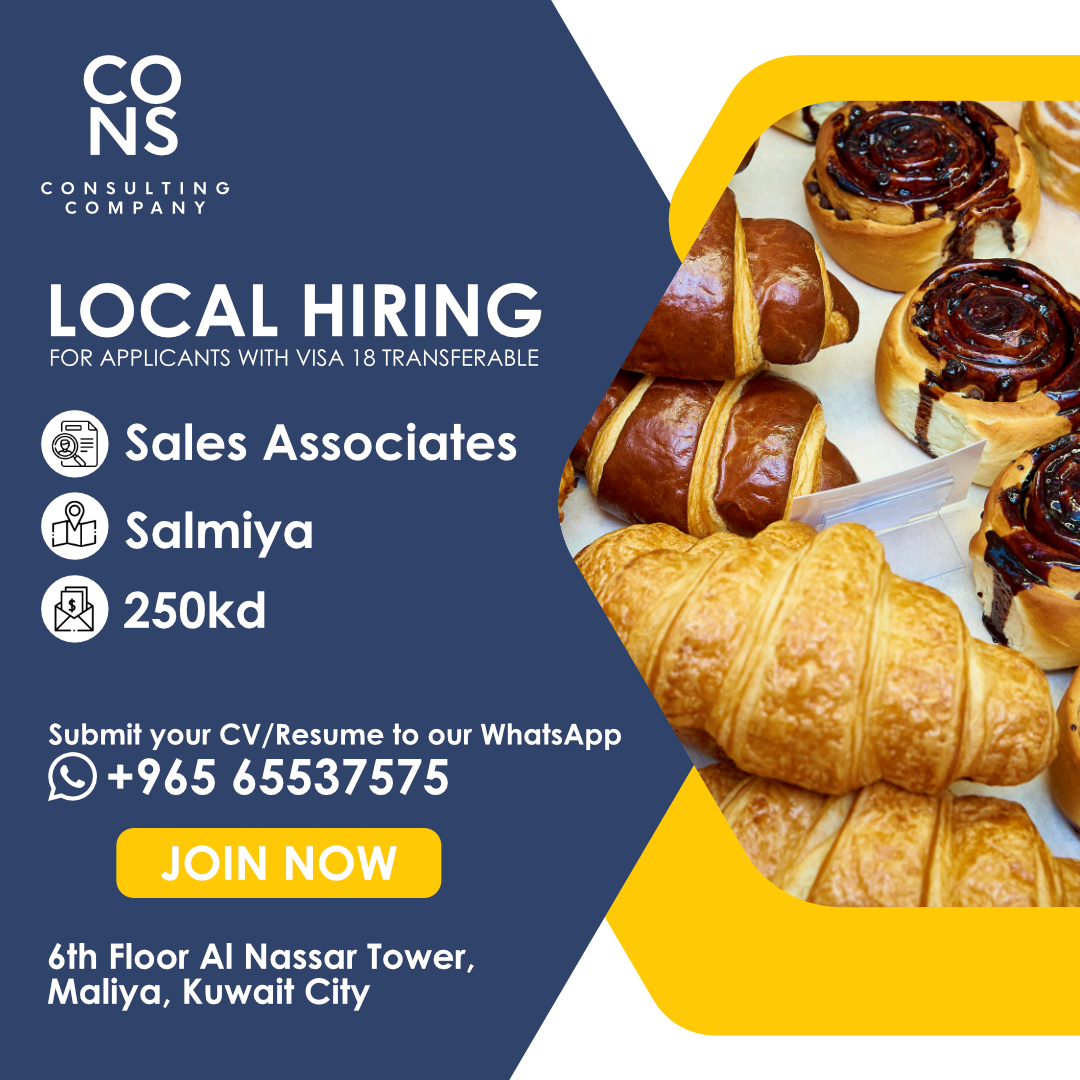 CO
NS
CONSULTING
COMPANY
LOCAL HIRING
FOR APPLICANTS WITH VISA 18 TRANSFERABLE
Sales Associates
Salmiya
250kd
Submit your CV/Resume to our WhatsApp
+965 65537575
JOIN NOW
6th Floor Al Nassar Tower,
Maliya, Kuwait City